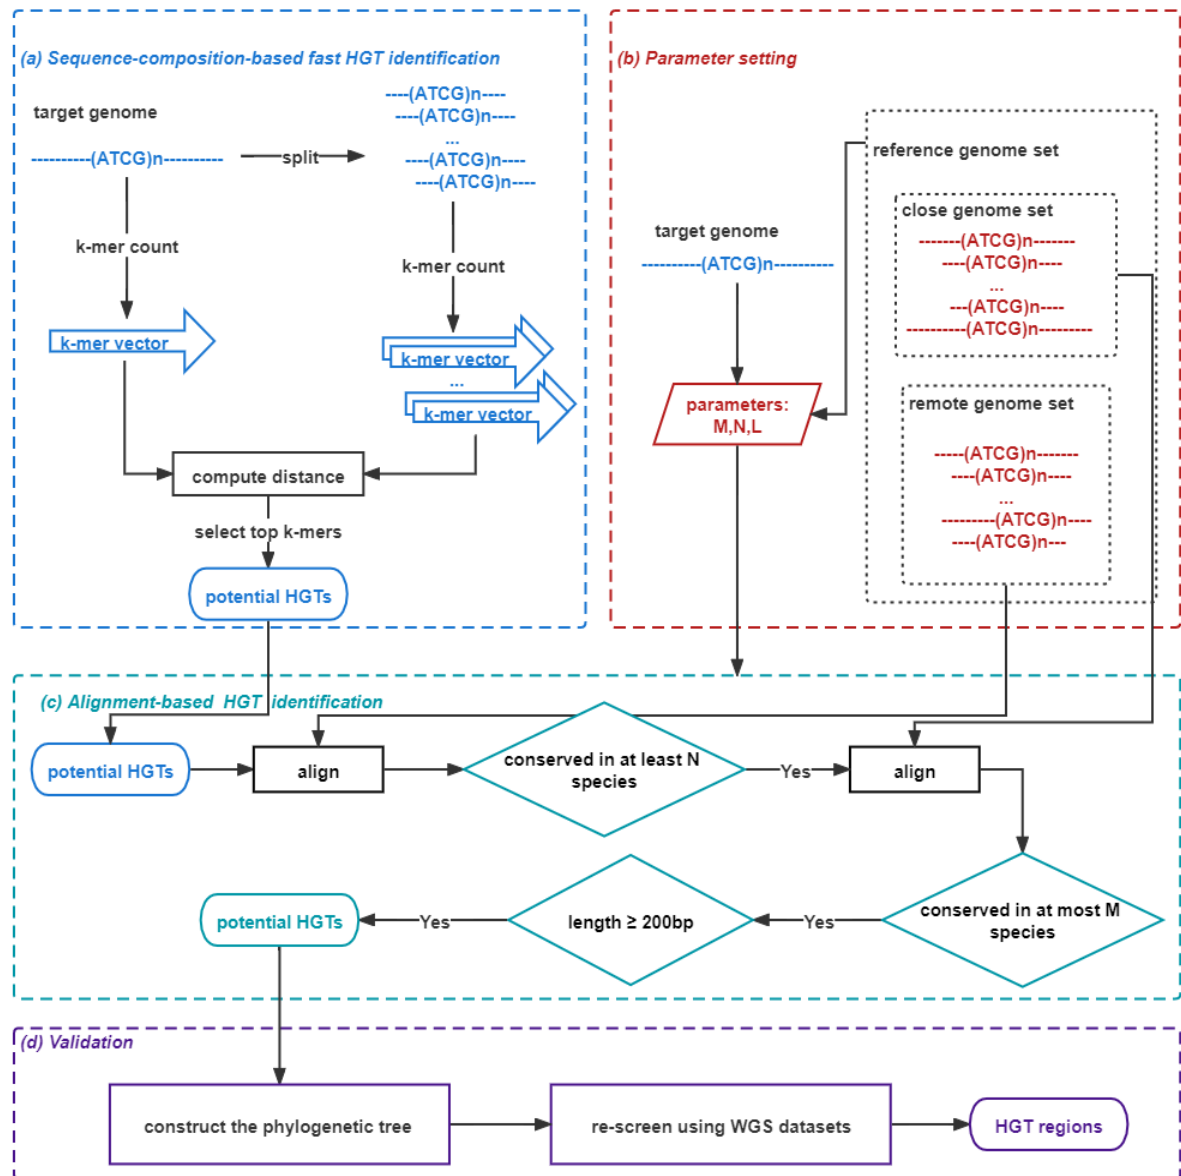 (a) Sequence-composition-based fast HGT identification
target genome
----------(ATCG)n----------
split
----(ATCG)n----
----(ATCG)n----
...
----(ATCG)n----
----(ATCG)n----
k-mer count
k-mer count
k-mer vector
k-mer vector
...
k-mer vector
compute distance
select top k-mers
potential HGTs
(b) Parameter setting
reference genome set
close genome set
-------(ATCG)n-------
----(ATCG)n----
...
---(ATCG)n----
----------(ATCG)n---------
target genome
----------(ATCG)n----------
parameters:
M,N,L
remote genome set
-----(ATCG)n-------
----(ATCG)n----
...
---------(ATCG)n----
----(ATCG)n---
(c) Alignment-based HGT identification
potential HGTs
align
conserved in at least N
species
Yes
align
conserved in at most M
species
Yes
length ≥ 200bp
Yes
potential HGTs
(d) Validation
construct the phylogenetic tree
re-screen using WGS datasets
HGT regions